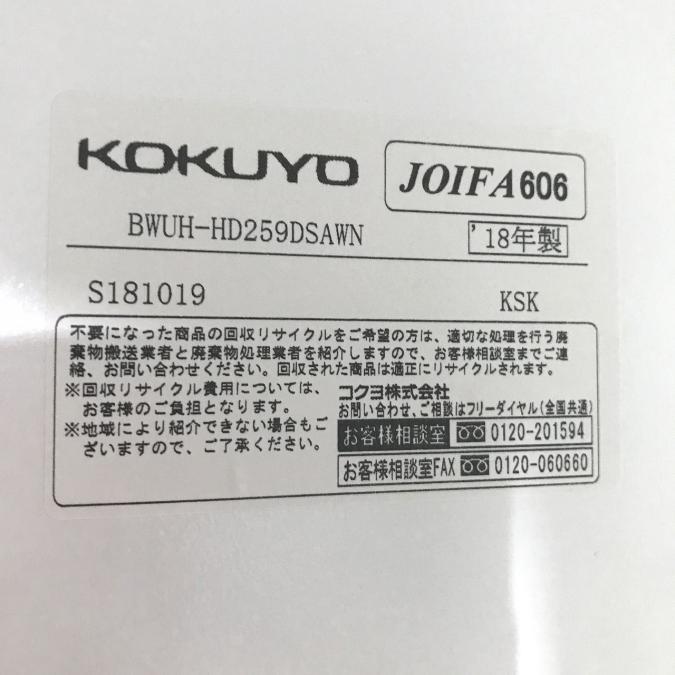 KOKUYO
JOIFA606
BWUH-HD259DSAWN
'18年製
S181019
KSK
不要になった商品の回収リサイクルをご希望の方は、適切な処理を行う廃
棄物搬送業者と廃棄物処理業者を紹介しますので、お客様相談室までご連
絡、お問い合わせください。回収された商品は適正にリサイクルされます。
※回収リサイクル費用については、
お客様のご負担となります。
※地域により紹介できない場合もご
ざいますので、ご了承ください。
コクヨ株式会社
お問い合わせ、ご相談はフリーダイヤル(全国共通)
お客様相談室 0120-201594
お客様相談室FAX 0120-060660